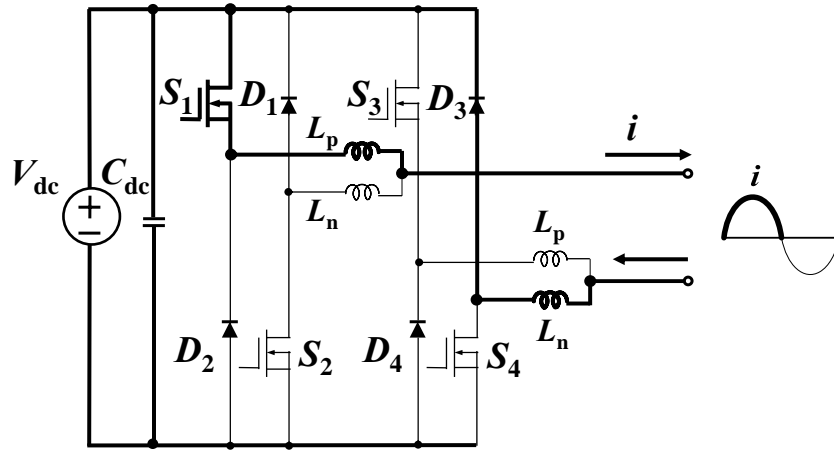 S1 D1 S3 D3 i
Lp
Vdc Cdc i
Ln Lp
Ln
D2 S2 D4 S4